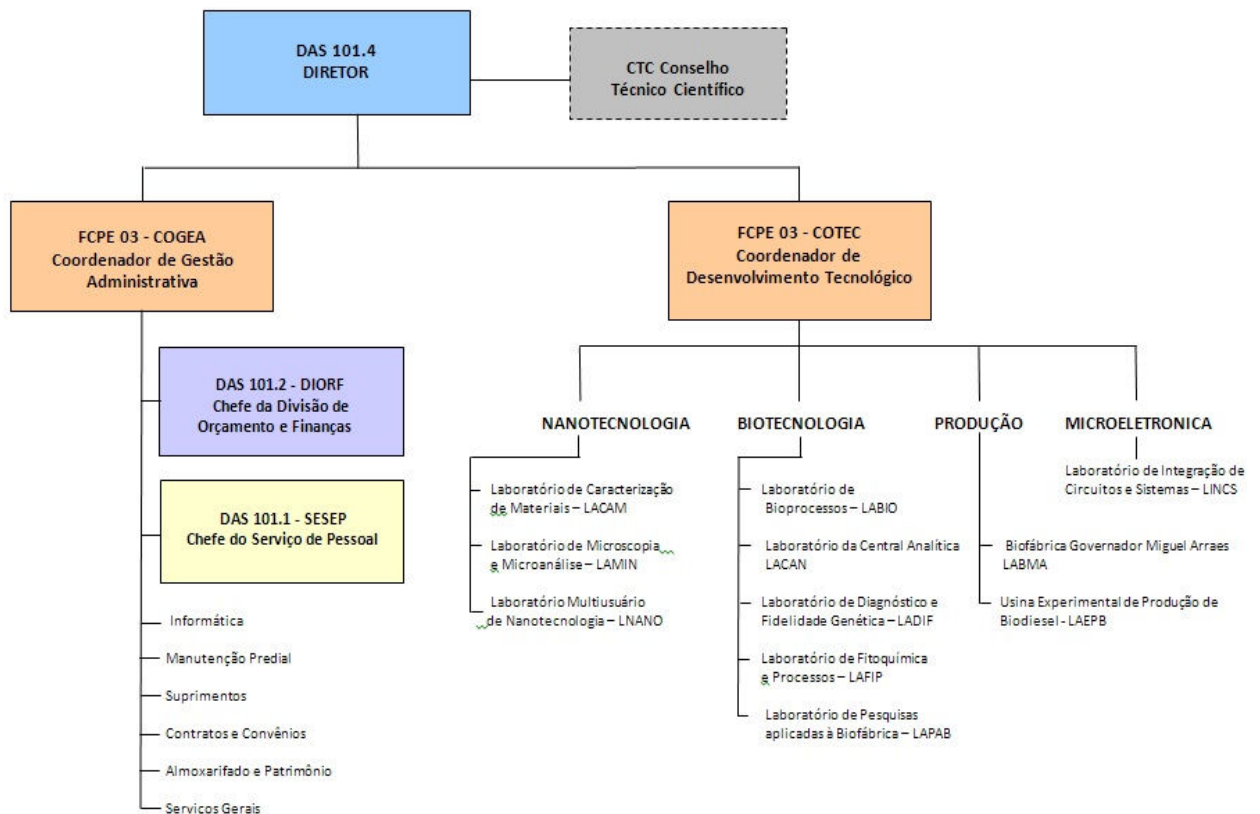 DAS 101.4
DIRETOR
CTC Conselho
Técnico Científico
FCPE 03 - COGEA
Coordenador de Gestão
Administrativa
FCPE 03 - COTEC
Coordenador de
Desenvolvimento Tecnológico
DAS 101.2 - DIORF
Chefe da Divisão de
Orçamento e Finanças
DAS 101.1 - SESEP
Chefe do Serviço de Pessoal
Informática
Manutenção Predial
Suprimentos
Contratos e Convênios
Almoxarifado e Patrimônio
Serviços Gerais
NANOTECNOLOGIA
Laboratório de Caracterização
de Materiais – LACAM
Laboratório de Microscopia
e Microanálise – LAMIN
Laboratório Multiusuário
de Nanotecnologia – LNANO
BIOTECNOLOGIA
Laboratório de
Bioprocessos – LABIO
Laboratório da Central Analítica
LACAN
Laboratório de Diagnóstico e
Fidelidade Genética – LADIF
Laboratório de Fitoquímica
e Processos – LAFIP
Laboratório de Pesquisas
aplicadas à Biofábrica – LAPAB
PRODUÇÃO
Biofábrica Governador Miguel Arraes
LABMA
Usina Experimental de Produção de
Biodiesel - LAEPB
MICROELETRONICA
Laboratório de Integração de
Circuitos e Sistemas – LINCS